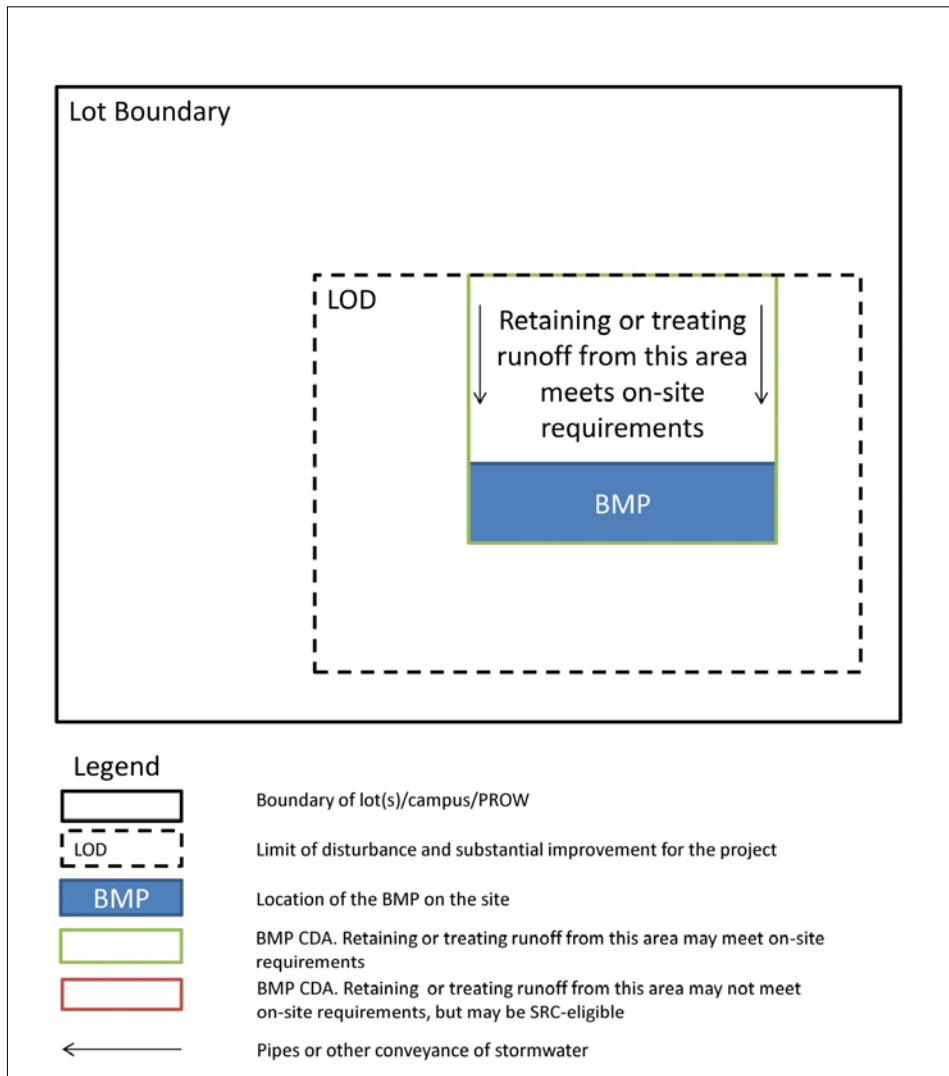 Lot Boundary
LOD
Retaining or treating
runoff from this area
meets on-site
requirements
BMP
Legend
Boundary of lot(s)/campus/PROW
LOD
Limit of disturbance and substantial improvement for the project
BMP
Location of the BMP on the site
BMP CDA. Retaining or treating runoff from this area may meet on-site
requirements
BMP CDA. Retaining or treating runoff from this area may not meet
on-site requirements, but may be SRC-eligible
Pipes or other conveyance of stormwater